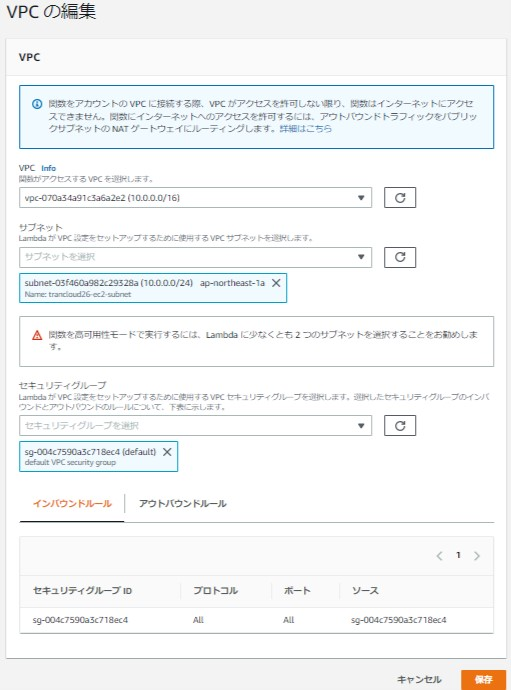 VPC の編集
VPC
関数をアカウントの VPC に接続する際、VPC がアクセスを許可しない限り、関数はインターネットにアクセ
スできません。関数にインターネットへのアクセスを許可するには、アウトバウンドトラフィックをパブリッ
クサブネットの NAT ゲートウェイにルーティングします。詳細はこちら
VPC Info
関数がアクセスする VPC を選択します。
vpc-070a34a91c3a6a2e2 (10.0.0.0/16)
サブネット
Lambda が VPC 設定をセットアップするために使用する VPC サブネットを選択します。
サブネットを選択
subnet-03f460a982c29328a (10.0.0.0/24) ap-northeast-1a
Name: trancloud26-ec2-subnet
関数を高可用性モードで実行するには、Lambda に少なくとも 2 つのサブネットを選択することをお勧めしま
す。
セキュリティグループ
Lambda が VPC 設定をセットアップするために使用する VPC セキュリティグループを選択します。選択したセキュリティグループのインバ
ウンドとアウトバウンドのルールについて、下表に示します。
セキュリティグループを選択
sg-004c7590a3c718ec4 (default)
default VPC security group
インバウンドルール アウトバウンドルール
1
セキュリティグループ ID プロトコル ポート ソース
sg-004c7590a3c718ec4 All All sg-004c7590a3c718ec4
キャンセル 保存